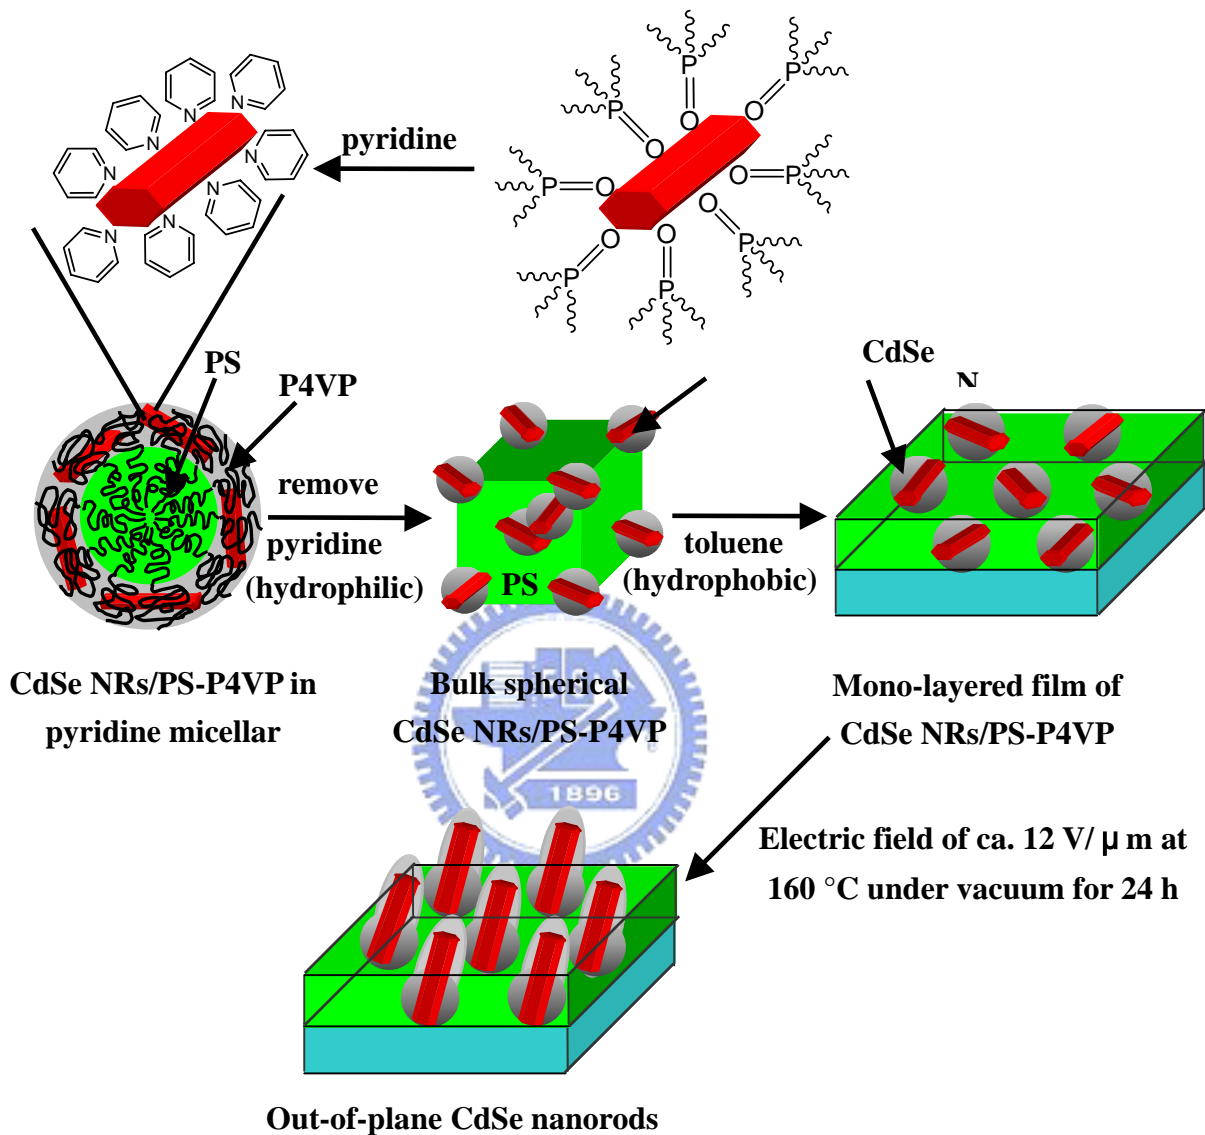 pyridine
N
N
N
N
N
N
N
N
P
P
P
P
P
P
P
P
O
O
O
O
O
O
O
O
PS
P4VP
CdSe
N
remove
pyridine
(hydrophilic)
PS
toluene
(hydrophobic)
CdSe NRs/PS-P4VP in
pyridine micellar
Bulk spherical
CdSe NRs/PS-P4VP
Mono-layered film of
CdSe NRs/PS-P4VP
1896
Electric field of ca. 12 V/ μ m at
160 °C under vacuum for 24 h
Out-of-plane CdSe nanorods